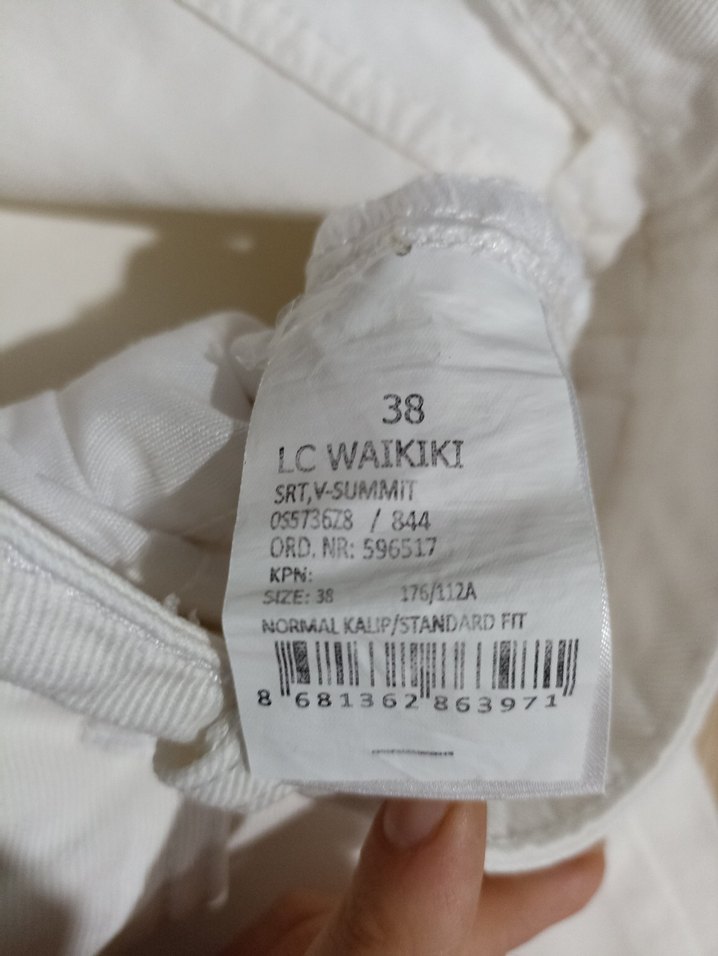 38
LC WAIKIKI
SRT,V-SUMMIT
0S5736Z8 / 844
ORD. NR: 596517
KPN:
SIZE: 38 176/112A
NORMAL KALIP/STANDARD FIT
8 681362 863971